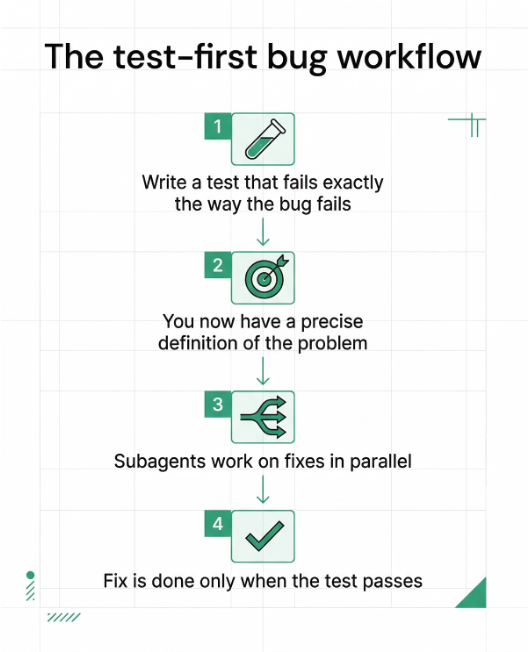 The test-first bug workflow
1
Write a test that fails exactly
the way the bug fails
2
You now have a precise
definition of the problem
3
Subagents work on fixes in parallel
4
Fix is done only when the test passes